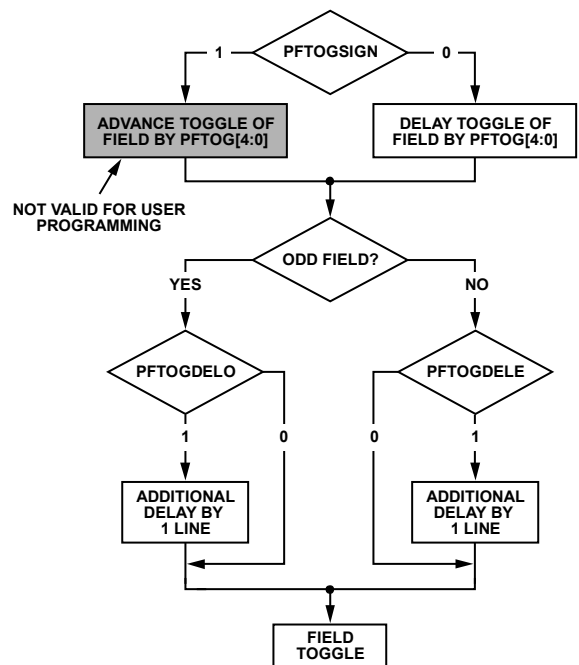 PFTOGSIGN
1
0
ADVANCE TOGGLE OF
FIELD BY PFTOG[4:0]
DELAY TOGGLE OF
FIELD BY PFTOG[4:0]
NOT VALID FOR USER
PROGRAMMING
ODD FIELD?
YES
NO
PFTOGDELO
PFTOGDELE
1
0
0
1
ADDITIONAL
DELAY BY
1 LINE
ADDITIONAL
DELAY BY
1 LINE
FIELD
TOGGLE